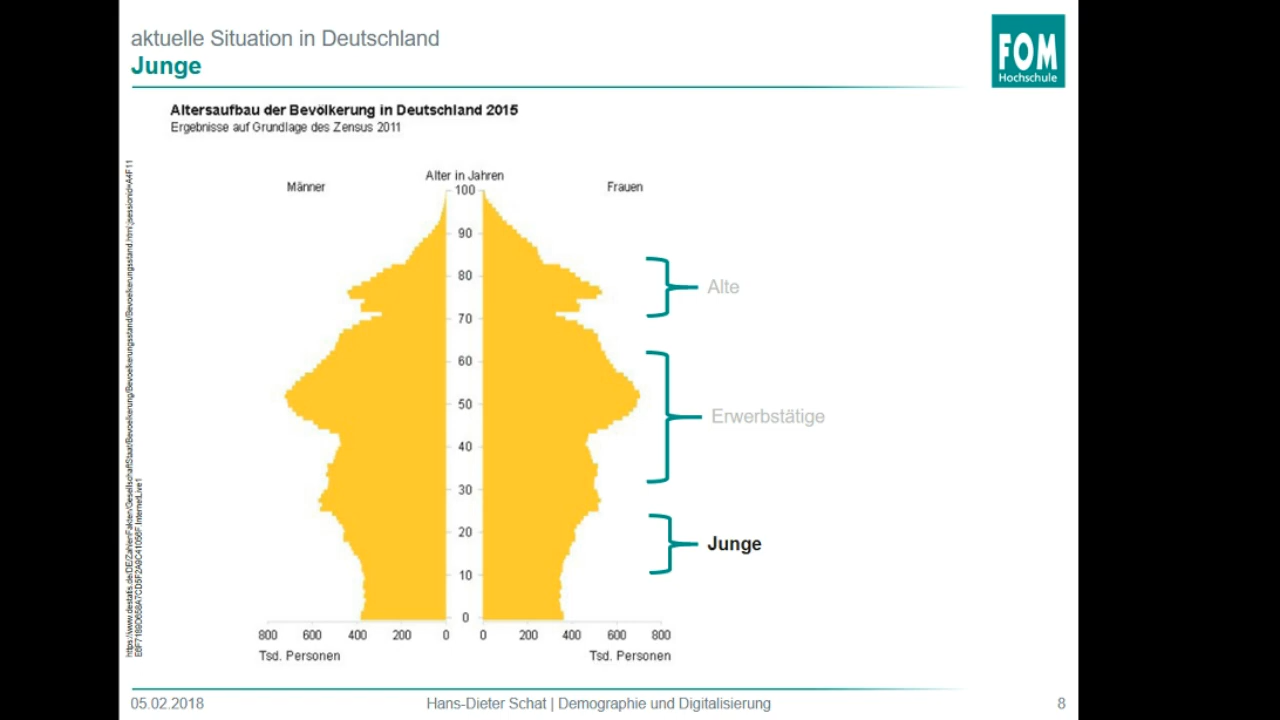 aktuelle Situation in Deutschland
Junge
FOM
Hochschule
Altersaufbau der Bevölkerung in Deutschland 2015
Ergebnisse auf Grundlage des Zensus 2011
Alter in Jahren
Männer
Frauen
100
90
80
70
60
50
40
30
20
10
0
Alte
Erwerbstätige
Junge
800 600 400 200 0 0 200 400 600 800
Tsd. Personen Tsd. Personen
05.02.2018 Hans-Dieter Schat | Demographie und Digitalisierung 8